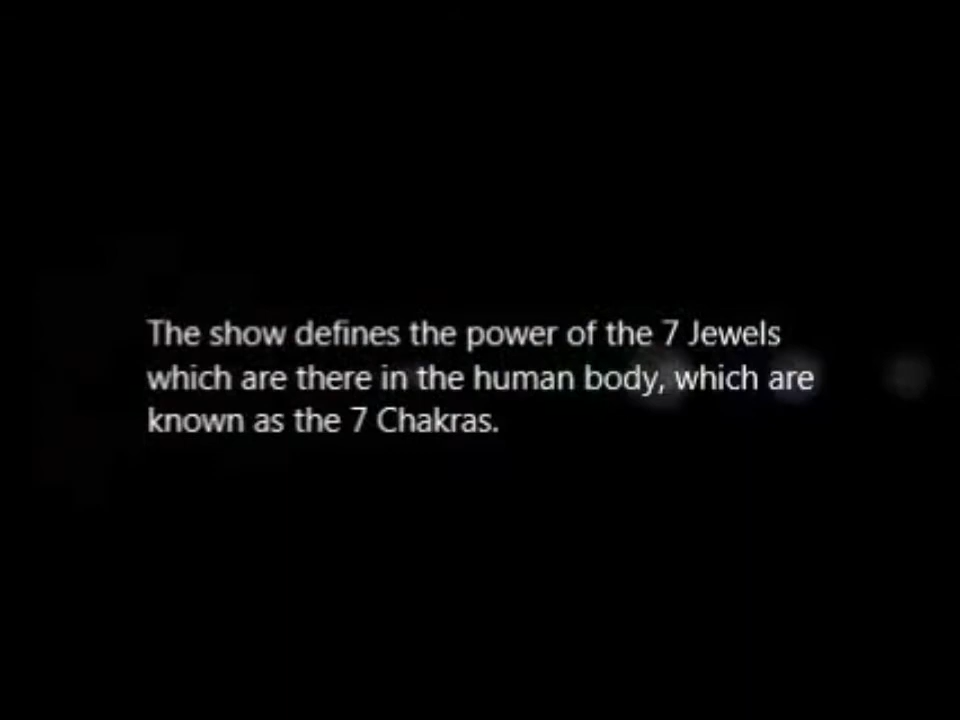 The show defines the power of the 7 Jewels
which are there in the human body, which are
known as the 7 Chakras.